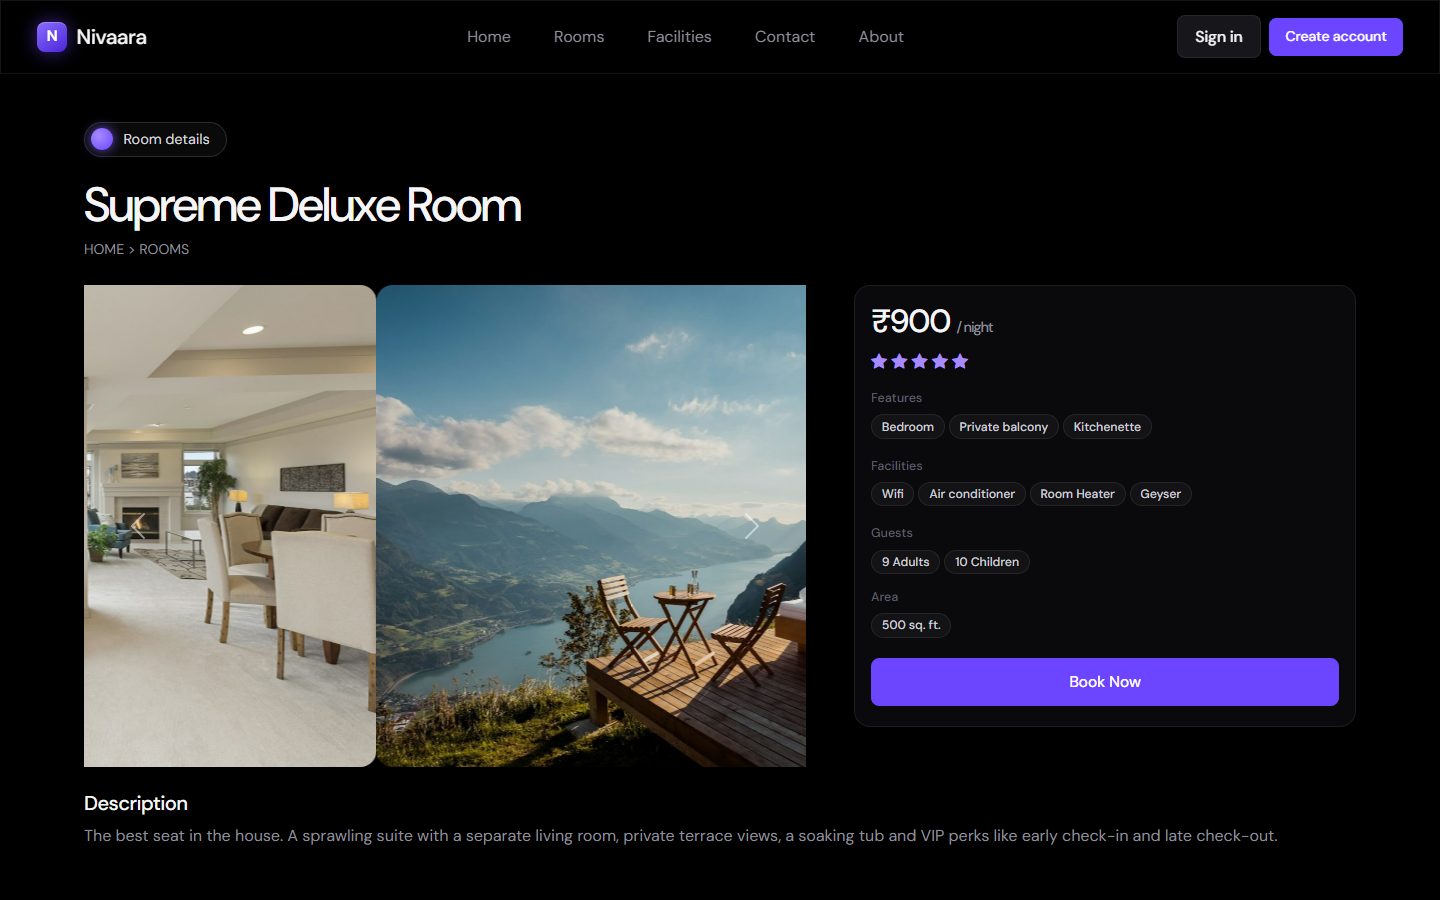 N Nivaara Home Rooms Facilities Contact About Sign in Create account
Room details
Supreme Deluxe Room
HOME > ROOMS
₹900 / night
Features
Bedroom Private balcony Kitchenette
Facilities
Wifi Air conditioner Room Heater Geyser
Guests
9 Adults 10 Children
Area
500 sq. ft.
Book Now
Description
The best seat in the house. A sprawling suite with a separate living room, private terrace views, a soaking tub and VIP perks like early check-in and late check-out.